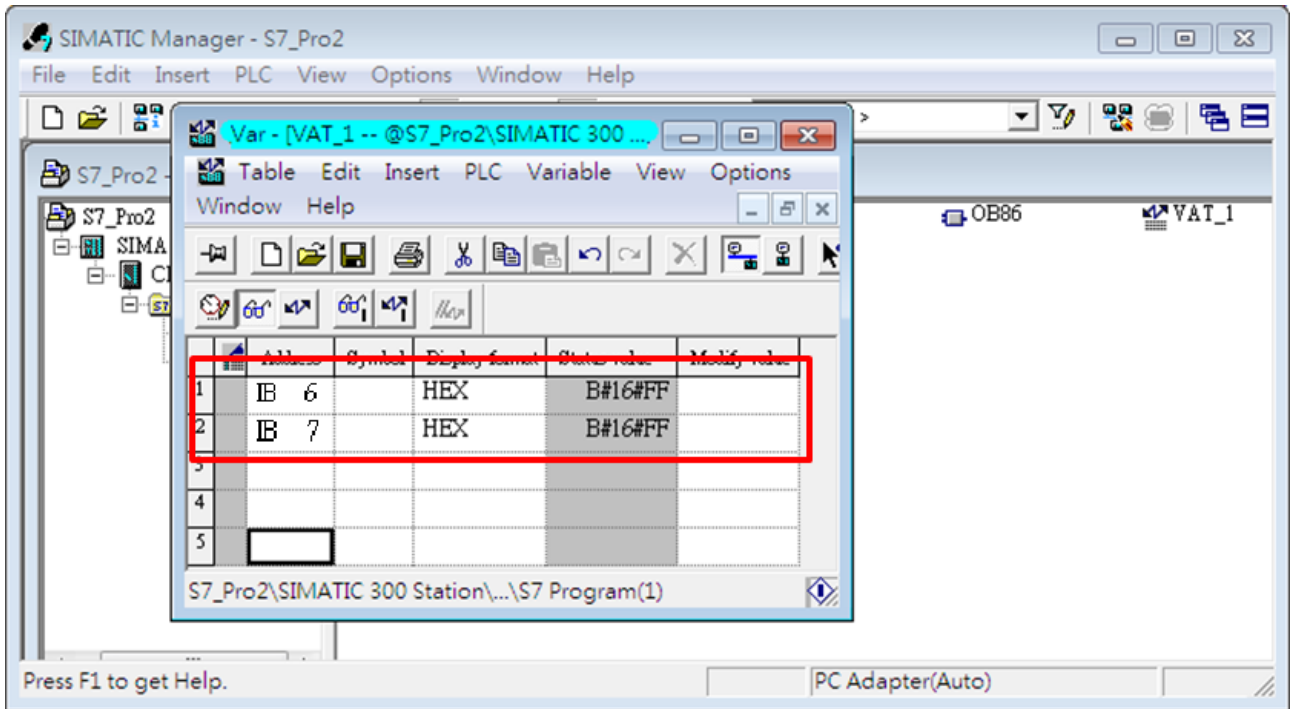 SIMATIC Manager - S7_Pro2
File Edit Insert PLC View Options Window Help
>
S7_Pro2 -
Var - [VAT_1 -- @S7_Pro2\SIMATIC 300 ...
Table Edit Insert PLC Variable View Options
Window Help
S7_Pro2
SIMA
S7
OB86
VAT_1
Address Symbol Display format Status value Modify value
1 IB 6 HEX B#16#FF
2 IB 7 HEX B#16#FF
3
4
5
S7_Pro2\SIMATIC 300 Station\...\S7 Program(1)
Press F1 to get Help.
PC Adapter(Auto)